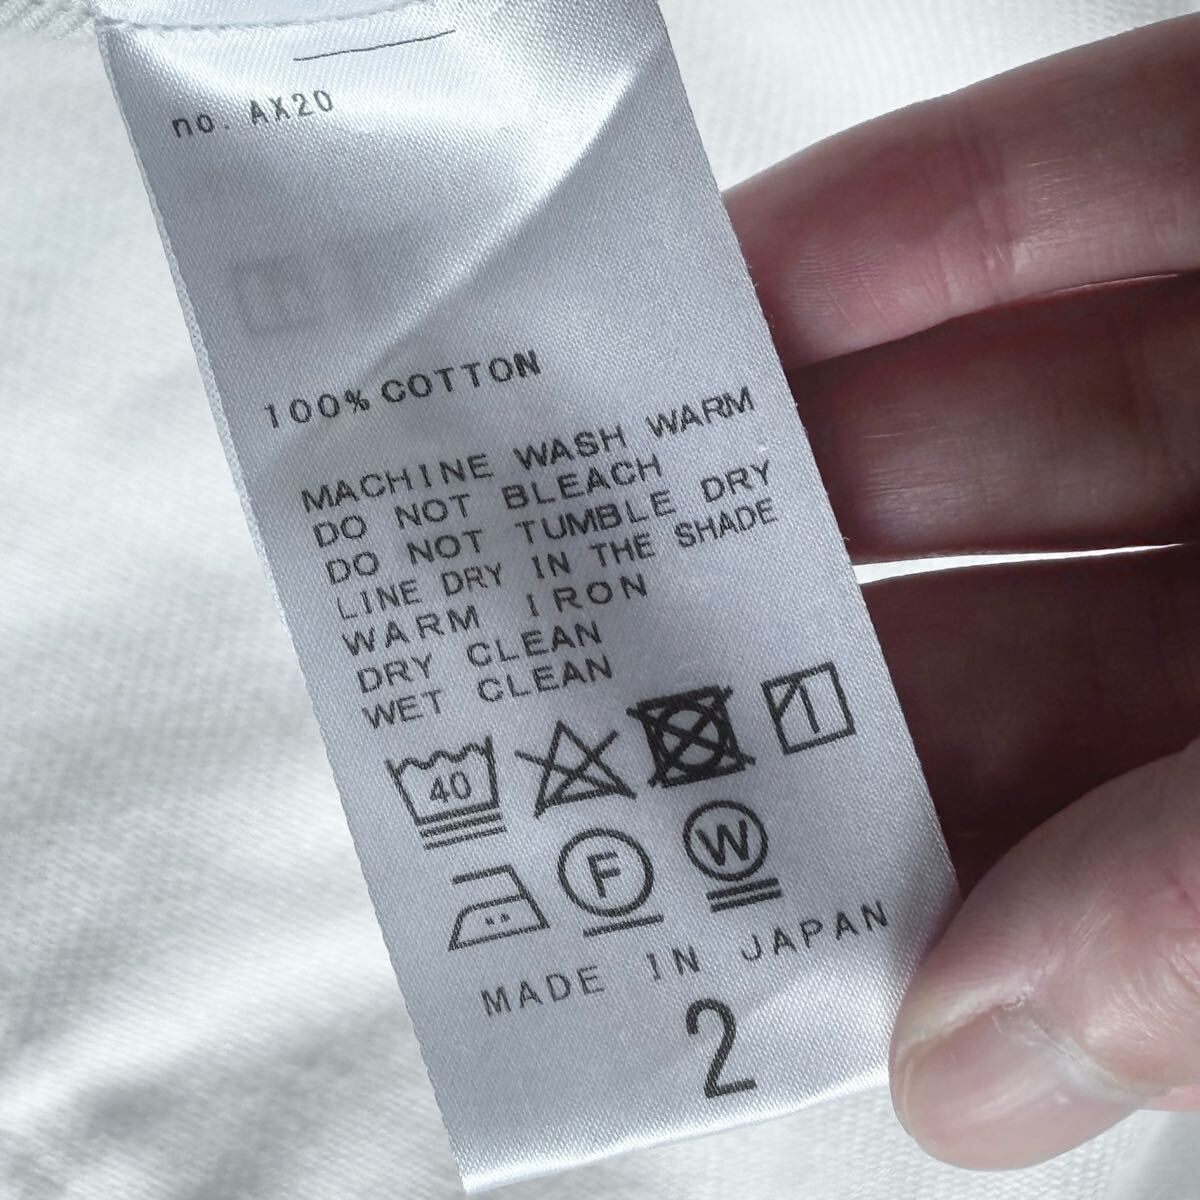 no. AX20
100% COTTON
MACHINE WASH WARM
DO NOT BLEACH
DO NOT TUMBLE DRY
LINE DRY IN THE SHADE
WARM IRON
DRY CLEAN
WET CLEAN
40
F W
MADE IN JAPAN
2